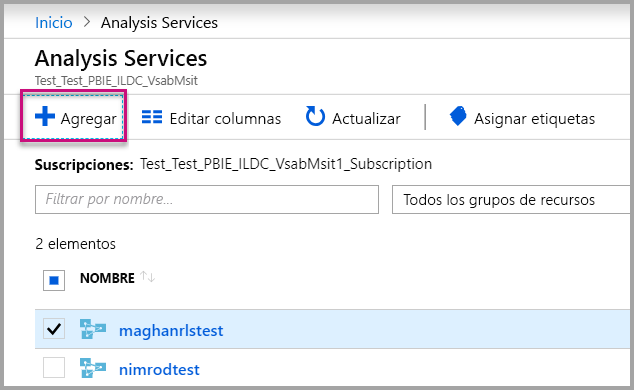 Inicio > Analysis Services
Analysis Services
Test_Test_PBIE_ILDC_VsabMsit
Agregar Editar columnas Actualizar Asignar etiquetas
Suscripciones: Test_Test_PBIE_ILDC_VsabMsit1_Subscription
Filtrar por nombre... Todos los grupos de recursos
2 elementos
NOMBRE
maghanrlstest
nimrodtest